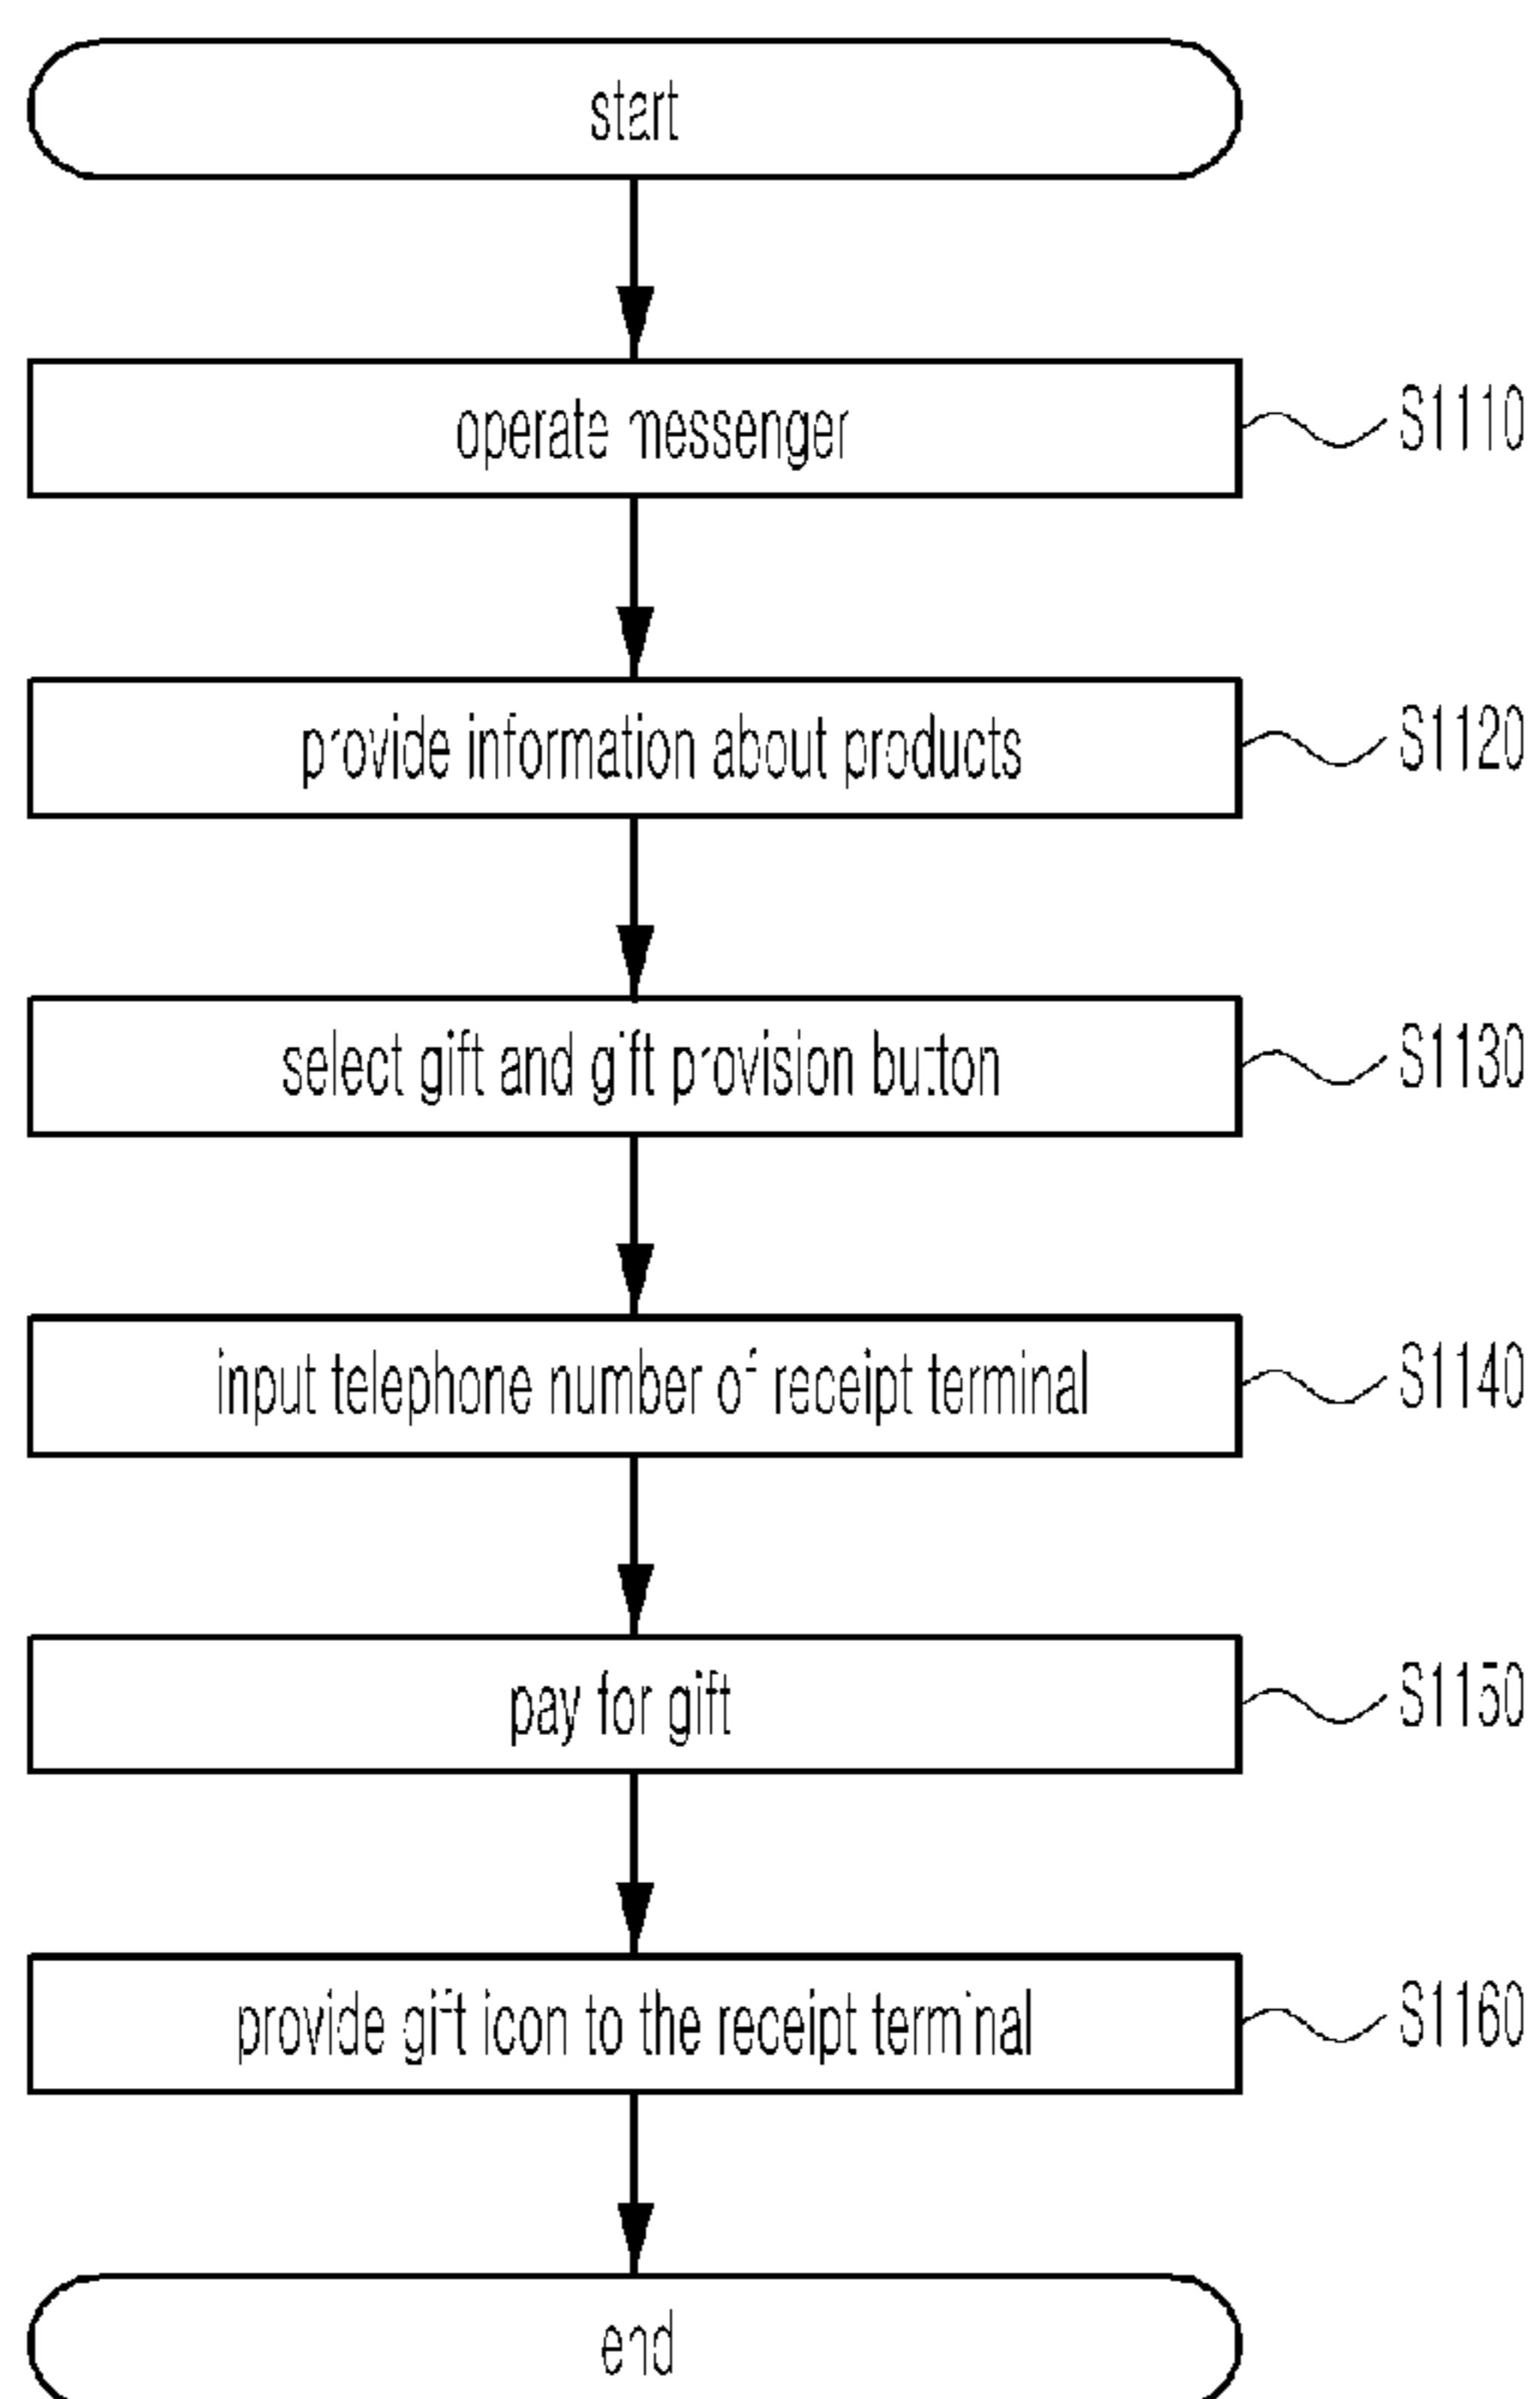 start
operate messenger S1110
provide information about products S1120
select gift and gift provision button S1130
input telephone number of receipt terminal S1140
pay for gift S1150
provide gift icon to the receipt terminal S1160
end